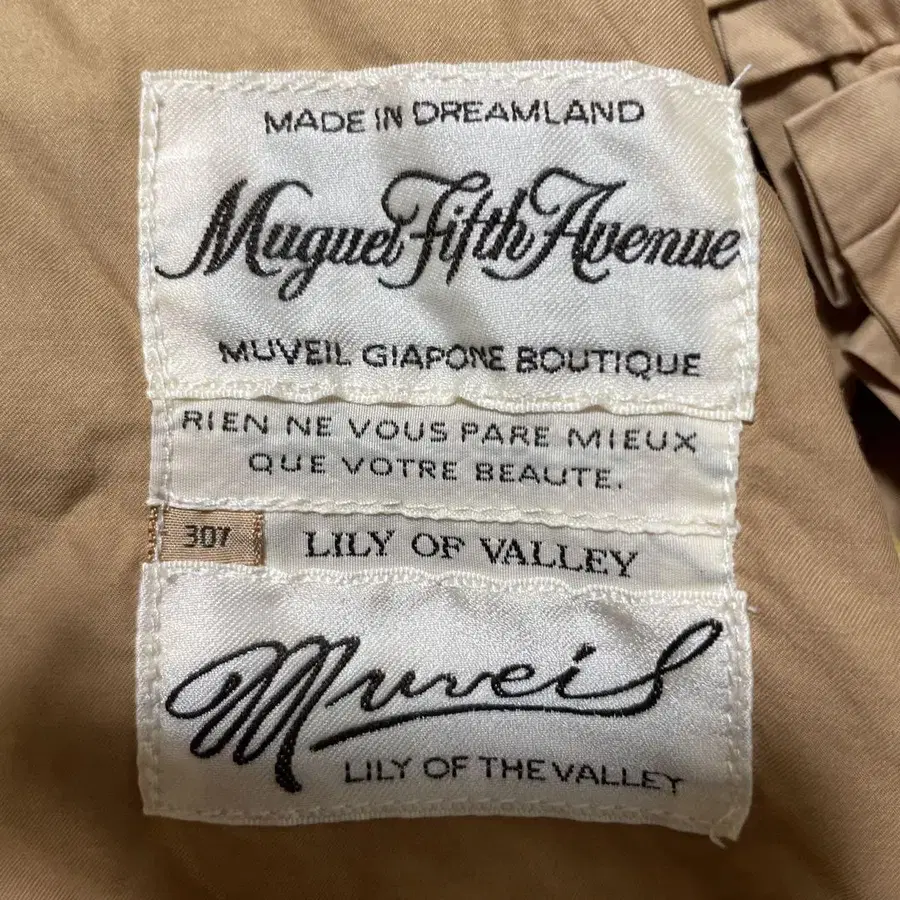 MADE IN DREAMLAND
Muguet Fifth Avenue
MUVEIL GIAPONE BOUTIQUE
RIEN NE VOUS PARE MIEUX
QUE VOTRE BEAUTE.
307 LILY OF VALLEY
Muveil
LILY OF THE VALLEY